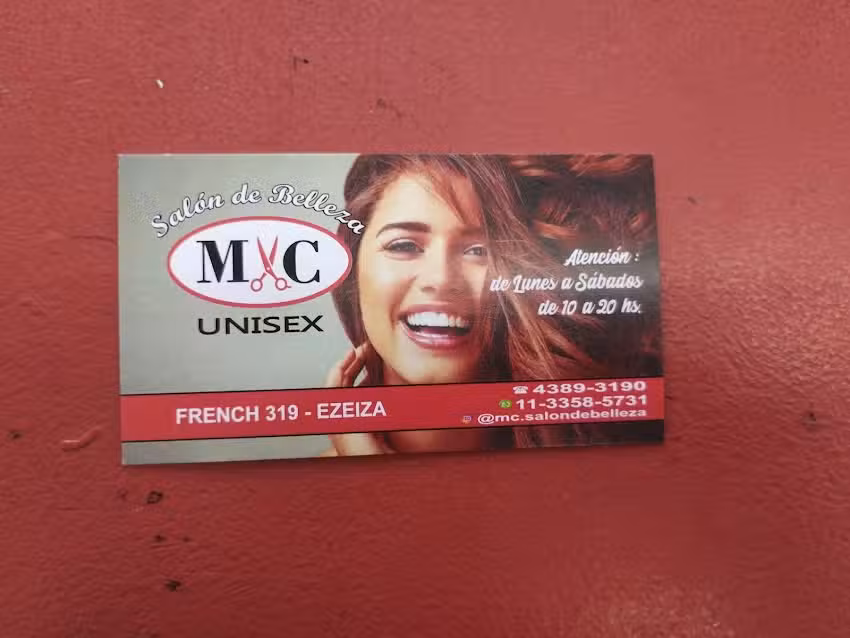 Salón de Belleza
M C
UNISEX
Atención :
de Lunes a Sábados
de 10 a 20 hs.
FRENCH 319 - EZEIZA
4389-3190
11-3358-5731
@mc.salondebelleza